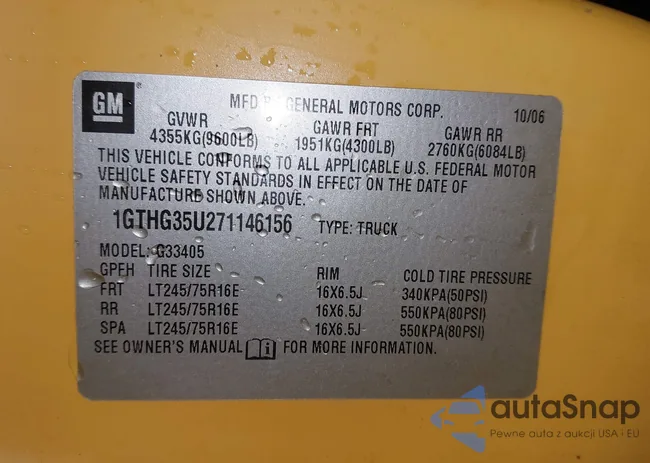 GM
MFD BY GENERAL MOTORS CORP. 10/06
GVWR GAWR FRT GAWR RR
4355KG(9600LB) 1951KG(4300LB) 2760KG(6084LB)
THIS VEHICLE CONFORMS TO ALL APPLICABLE U.S. FEDERAL MOTOR
VEHICLE SAFETY STANDARDS IN EFFECT ON THE DATE OF
MANUFACTURE SHOWN ABOVE.
1GTHG35U271146156 TYPE: TRUCK
MODEL: G33405
GPFH TIRE SIZE RIM COLD TIRE PRESSURE
FRT LT245/75R16E 16X6.5J 340KPA(50PSI)
RR LT245/75R16E 16X6.5J 550KPA(80PSI)
SPA LT245/75R16E 16X6.5J 550KPA(80PSI)
SEE OWNER'S MANUAL FOR MORE INFORMATION.
autaSnap
Pewne auta z aukcji USA i EU